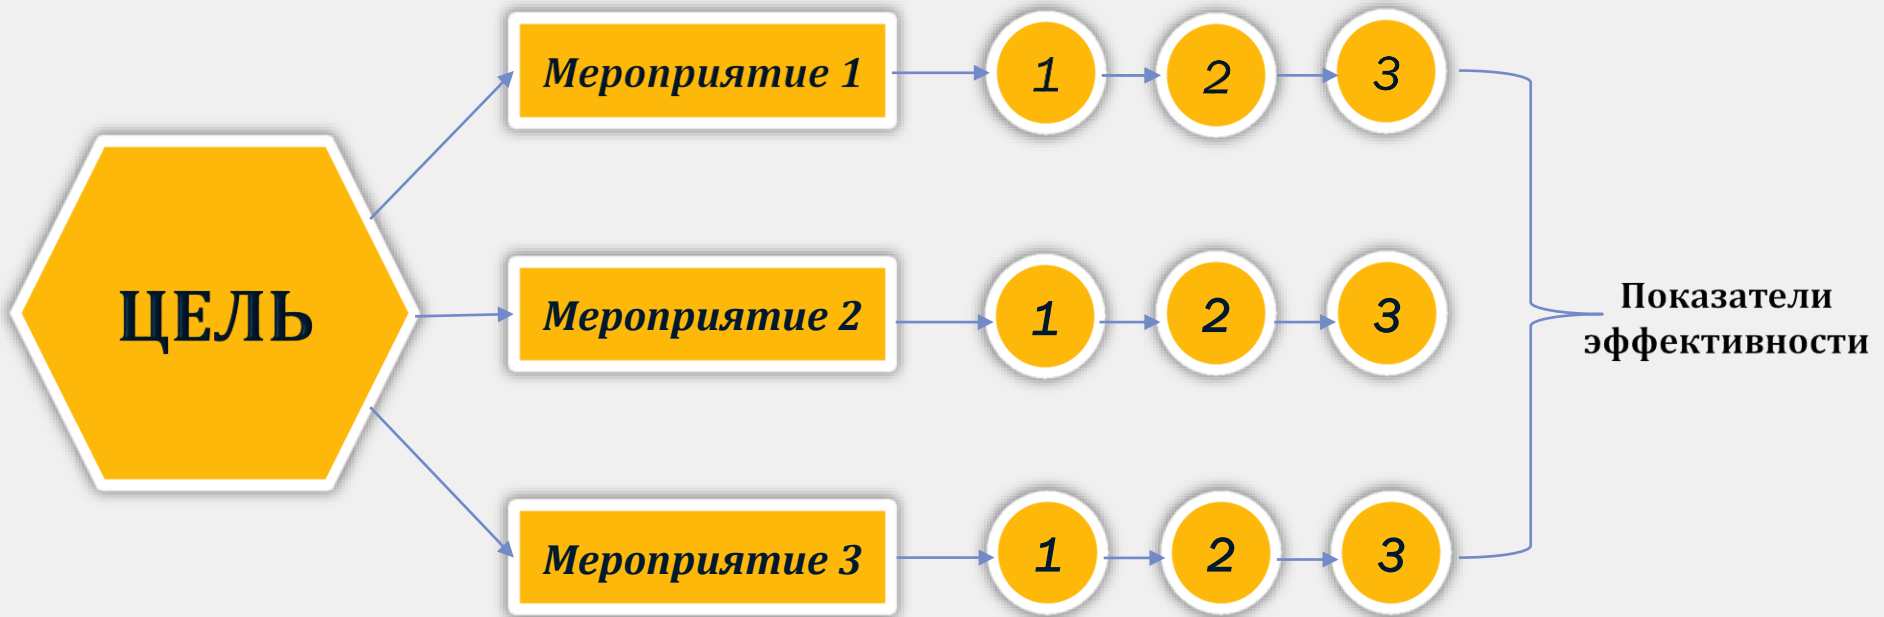 Мероприятие 1
1
2
3
ЦЕЛЬ
Мероприятие 2
1
2
3
Показатели
эффективности
Мероприятие 3
1
2
3